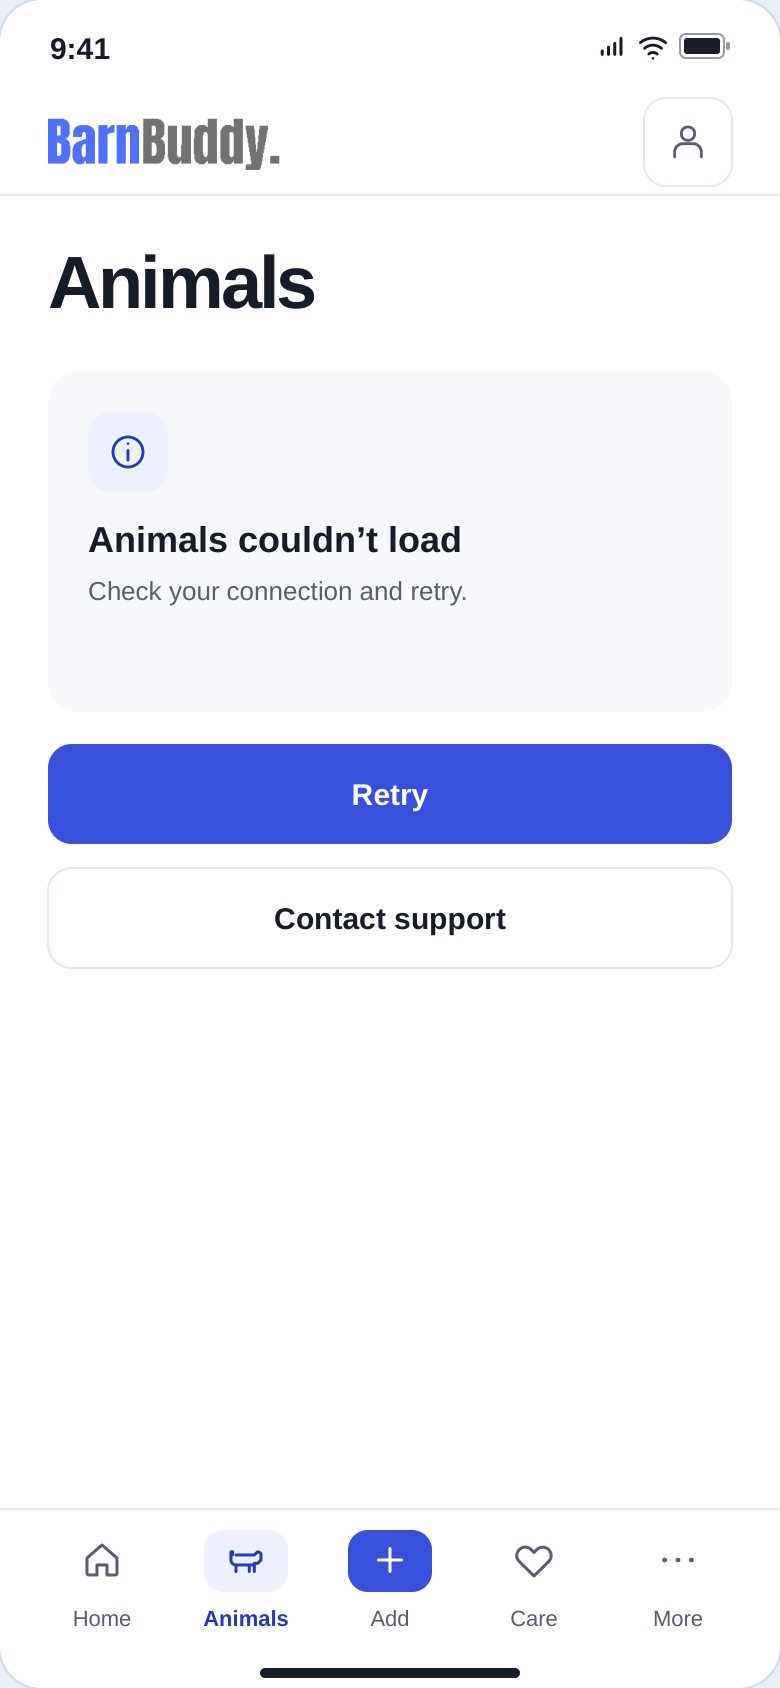 9:41
BarnBuddy.
Animals
Animals couldn’t load
Check your connection and retry.
Retry
Contact support
Home
Animals
Add
Care
More